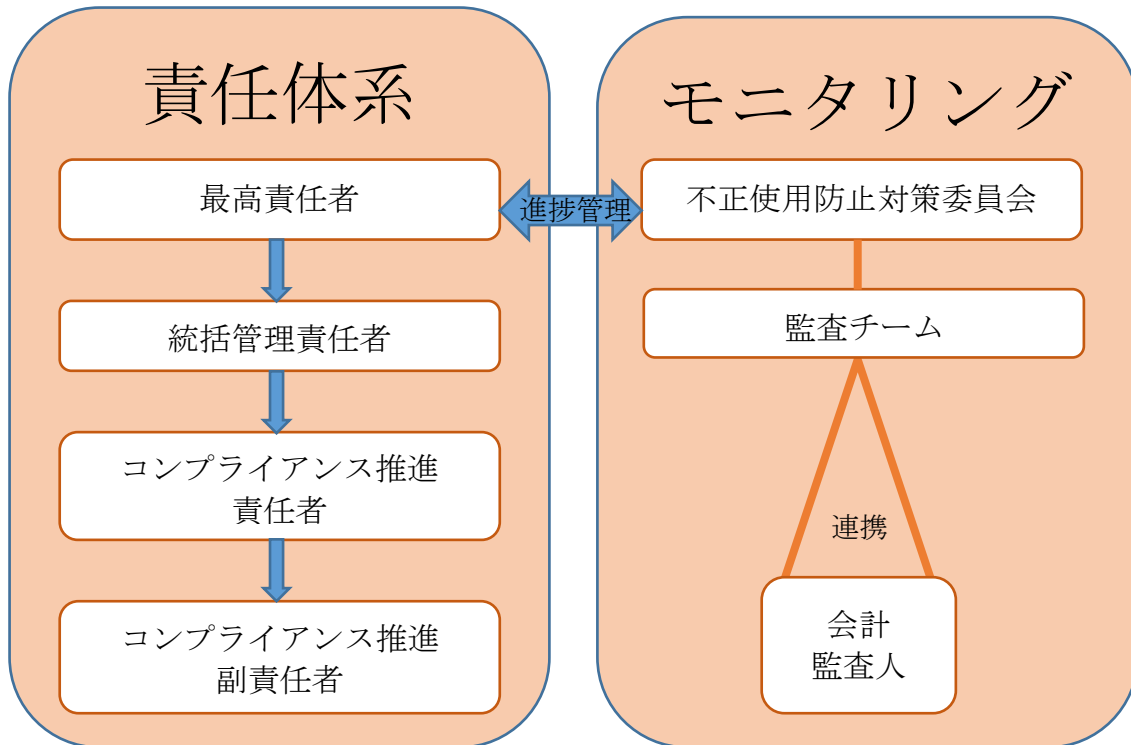 責任体系
最高責任者
統括管理責任者
コンプライアンス推進
責任者
コンプライアンス推進
副責任者
進捗管理
モニタリング
不正使用防止対策委員会
監査チーム
連携
会計
監査人